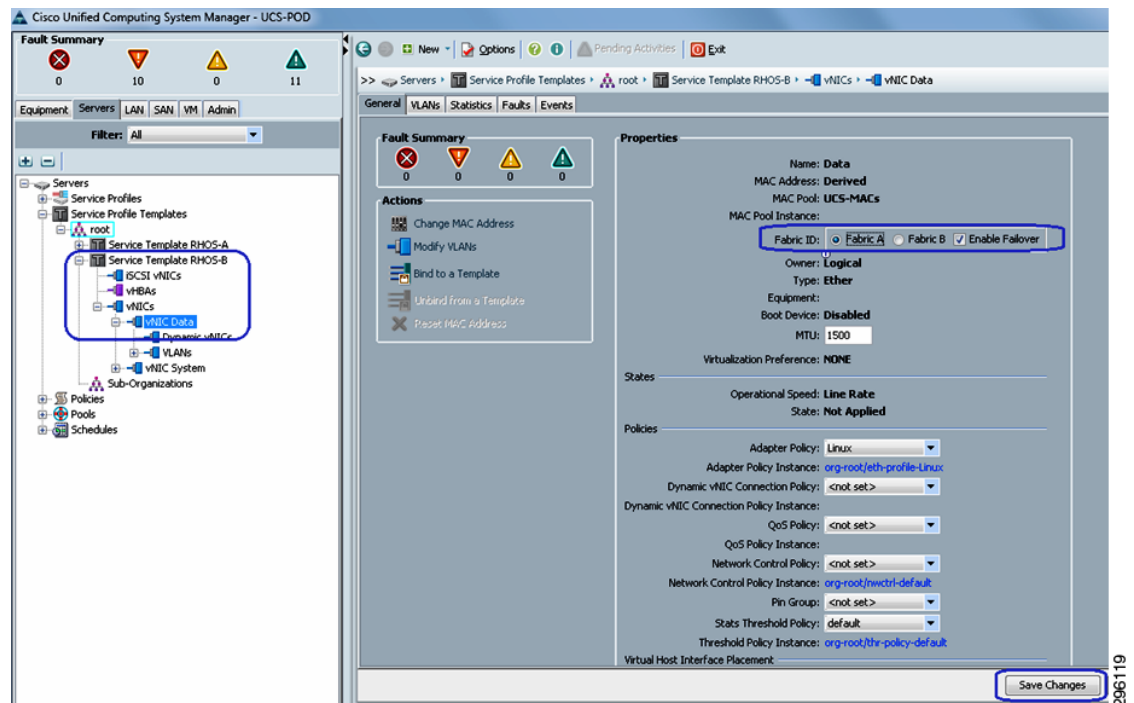 Cisco Unified Computing System Manager - UCS-POD
Fault Summary
0 10 0 11
Equipment Servers LAN SAN VM Admin
Filter: All
Servers
Service Profiles
Service Profile Templates
root
Service Template RHOS-A
Service Template RHOS-B
iSCSI vNICs
vHBAs
vNICs
vNIC Data
Dynamic vNICs
VLANs
vNIC System
Sub-Organizations
Policies
Pools
Schedules
New Options Pending Activities Exit
>> Servers Service Profile Templates root Service Template RHOS-B vNICs vNIC Data
General VLANs Statistics Faults Events
Fault Summary
0 0 0 0
Actions
Change MAC Address
Modify VLANs
Bind to a Template
Unbind from a Template
Reset MAC Address
Properties
Name: Data
MAC Address: Derived
MAC Pool: UCS-MACs
MAC Pool Instance:
Fabric ID: Fabric A Fabric B Enable Failover
Owner: Logical
Type: Ether
Equipment:
Boot Device: Disabled
MTU: 1500
Virtualization Preference: NONE
States
Operational Speed: Line Rate
State: Not Applied
Policies
Adapter Policy: Linux
Adapter Policy Instance: org-root/eth-profile-Linux
Dynamic vNIC Connection Policy: <not set>
Dynamic vNIC Connection Policy Instance:
QoS Policy: <not set>
QoS Policy Instance:
Network Control Policy: <not set>
Network Control Policy Instance: org-root/nwctrl-default
Pin Group: <not set>
Stats Threshold Policy: default
Threshold Policy Instance: org-root/thr-policy-default
Virtual Host Interface Placement
Save Changes
296119